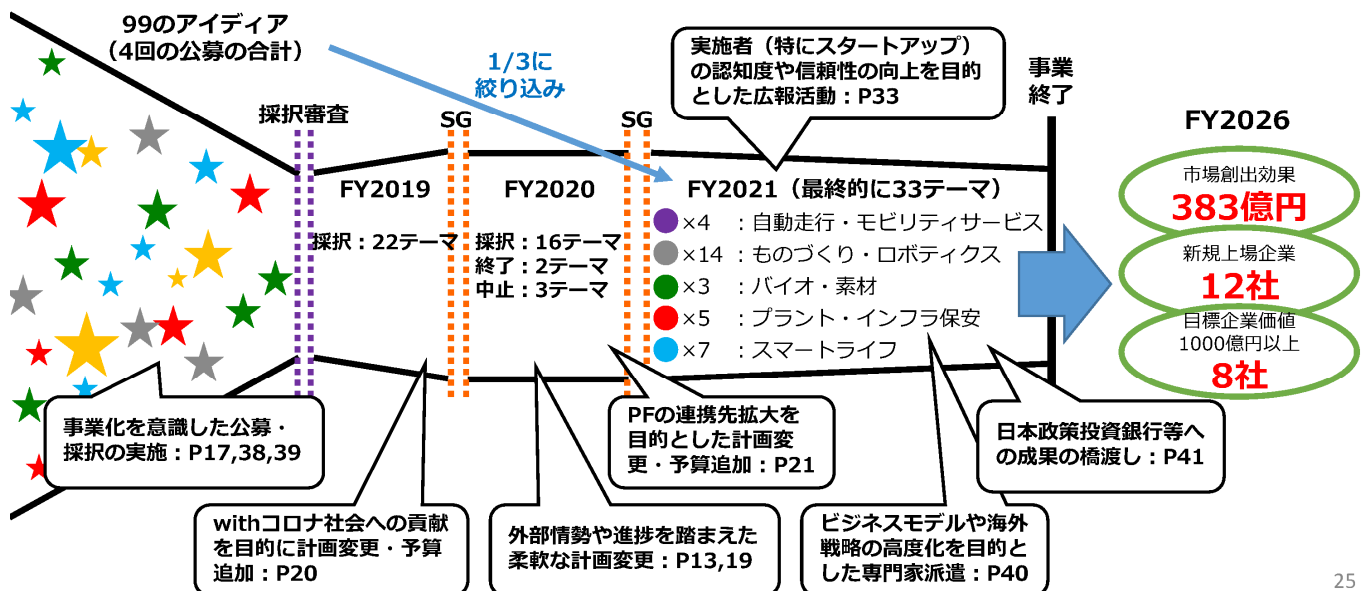 99のアイディア
（4回の公募の合計）
1/3に
絞り込み
実施者（特にスタートアップ）
の認知度や信頼性の向上を目的
とした広報活動：P33
事業
終了
採択審査
SG
SG
FY2019
採択：22テーマ
FY2020
採択：16テーマ
終了：2テーマ
中止：3テーマ
FY2021（最終的に33テーマ）
×4 ：自動走行・モビリティサービス
×14 ：ものづくり・ロボティクス
×3 ：バイオ・素材
×5 ：プラント・インフラ保安
×7 ：スマートライフ
FY2026
市場創出効果
383億円
新規上場企業
12社
目標企業価値
1000億円以上
8社
事業化を意識した公募・
採択の実施：P17,38,39
withコロナ社会への貢献
を目的に計画変更・予算
追加：P20
外部情勢や進捗を踏まえた
柔軟な計画変更：P13,19
PFの連携先拡大を
目的とした計画変
更・予算追加：P21
ビジネスモデルや海外
戦略の高度化を目的と
した専門家派遣：P40
日本政策投資銀行等へ
の成果の橋渡し：P41
25